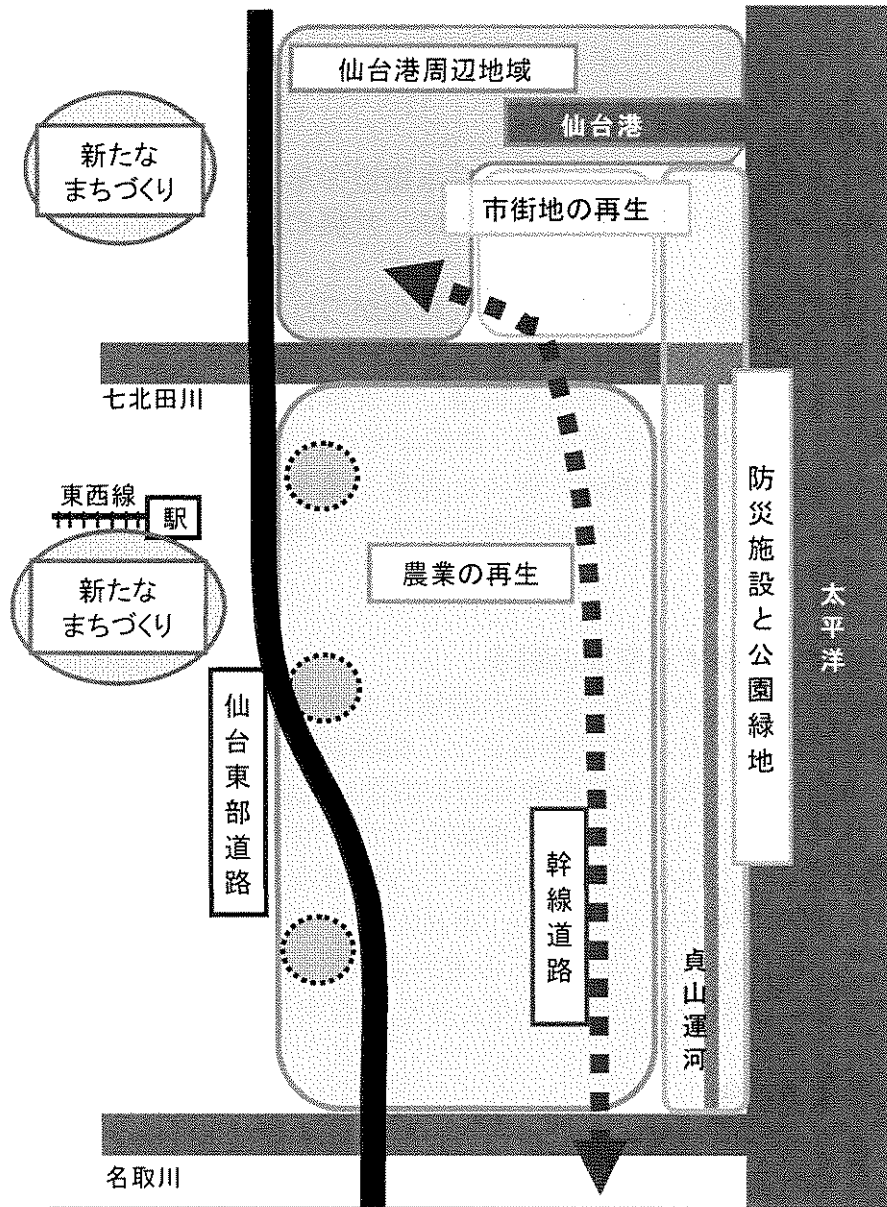 仙台港周辺地域
仙台港
新たな
まちづくり
市街地の再生
七北田川
東西線
駅
新たな
まちづくり
農業の再生
防災施設と公園緑地
太平洋
仙台東部道路
幹線道路
貞山運河
名取川